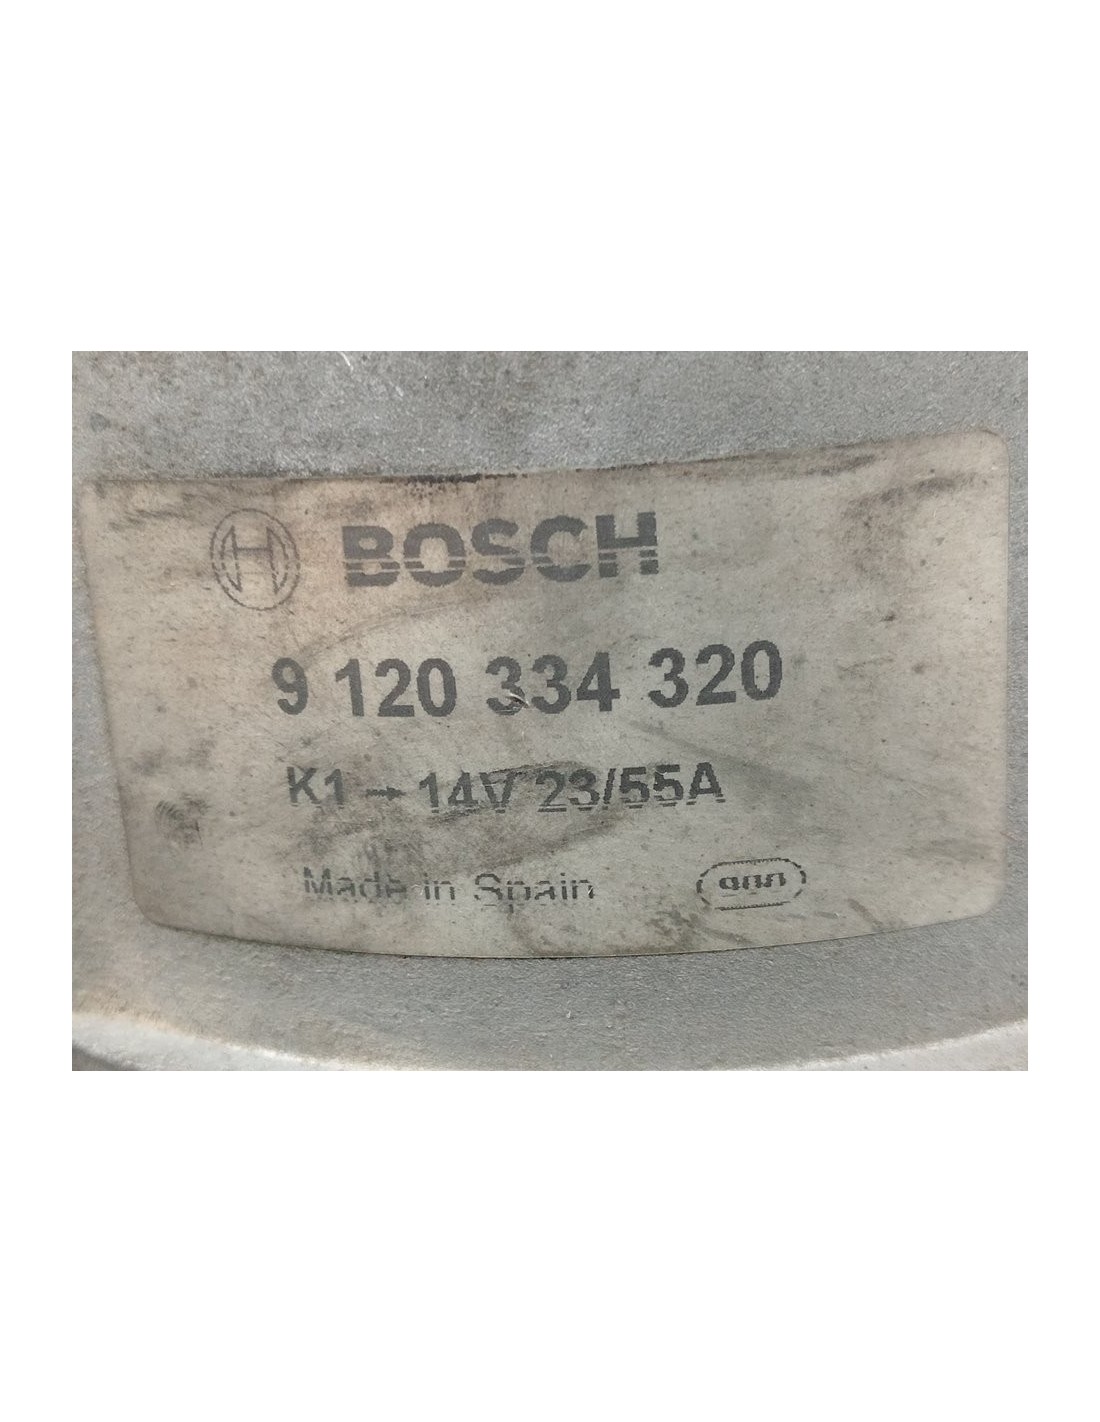 BOSCH
9 120 334 320
K1 → 14V 23/55A
Made in Spain